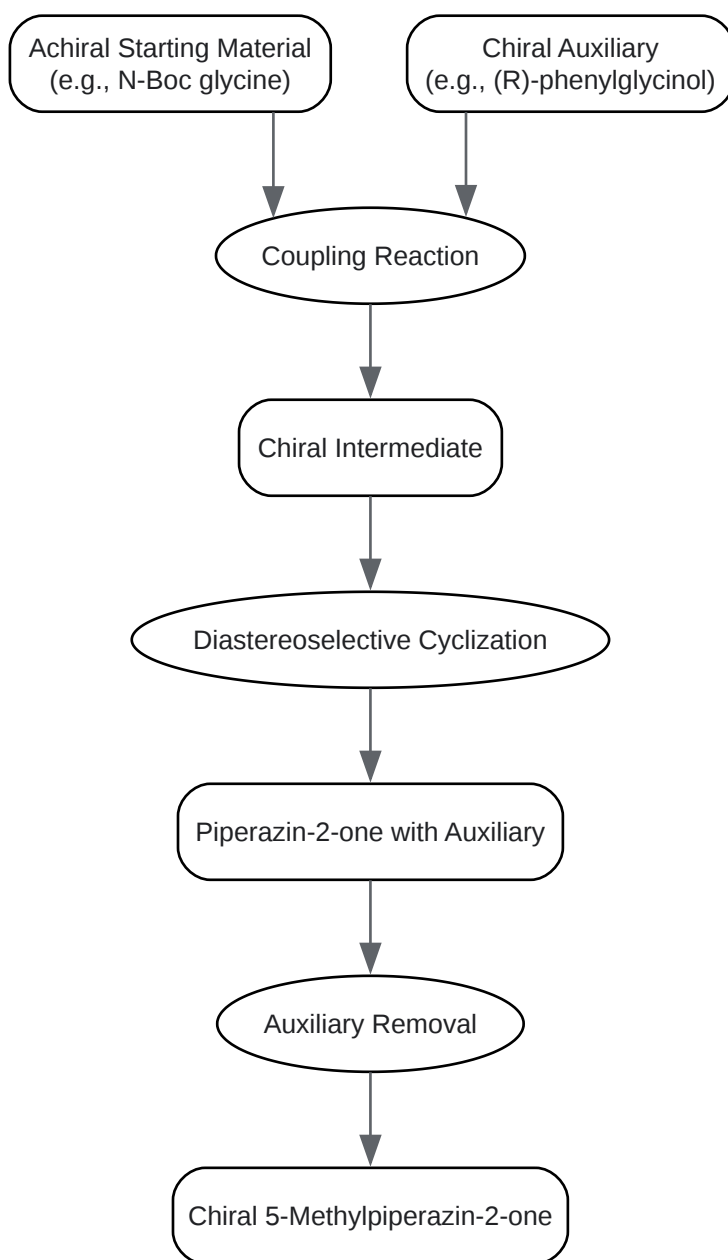 Achiral Starting Material
(e.g., N-Boc glycine)
Chiral Auxiliary
(e.g., (R)-phenylglycinol)
Coupling Reaction
Chiral Intermediate
Diastereoselective Cyclization
Piperazin-2-one with Auxiliary
Auxiliary Removal
Chiral 5-Methylpiperazin-2-one